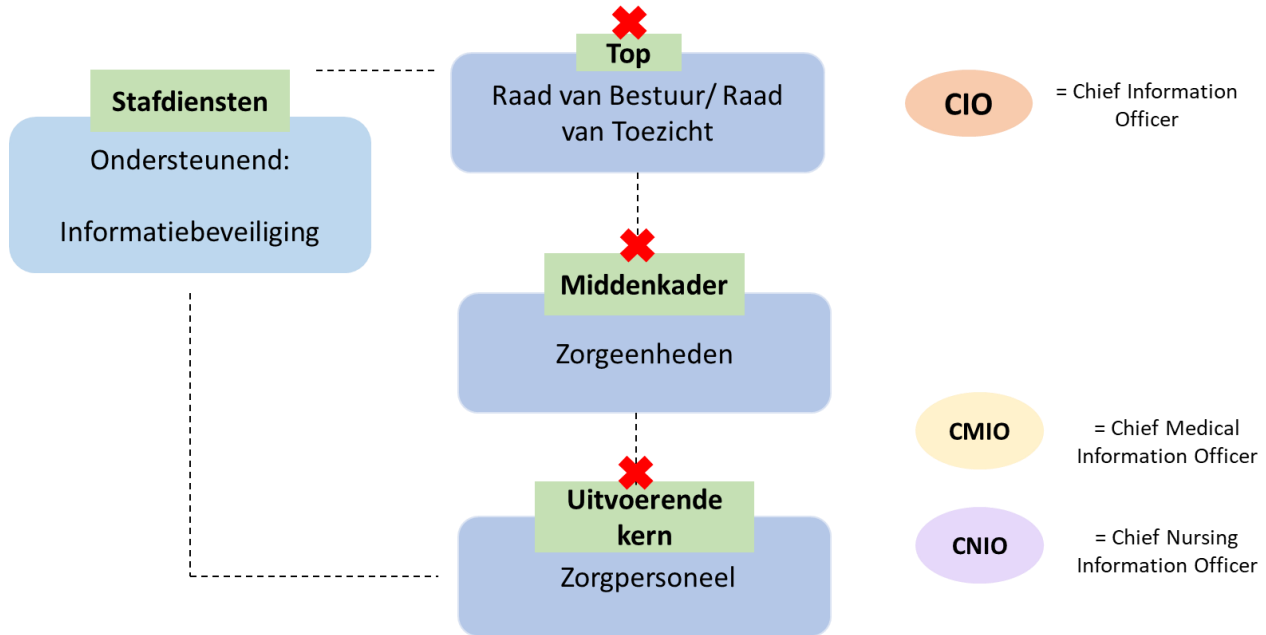 Stafdiensten
Ondersteunend:
Informatiebeveiliging
Top
Raad van Bestuur/ Raad
van Toezicht
Middenkader
Zorgeenheden
Uitvoerende
kern
Zorgpersoneel
CIO
= Chief Information
Officer
CMIO
= Chief Medical
Information Officer
CNIO
= Chief Nursing
Information Officer